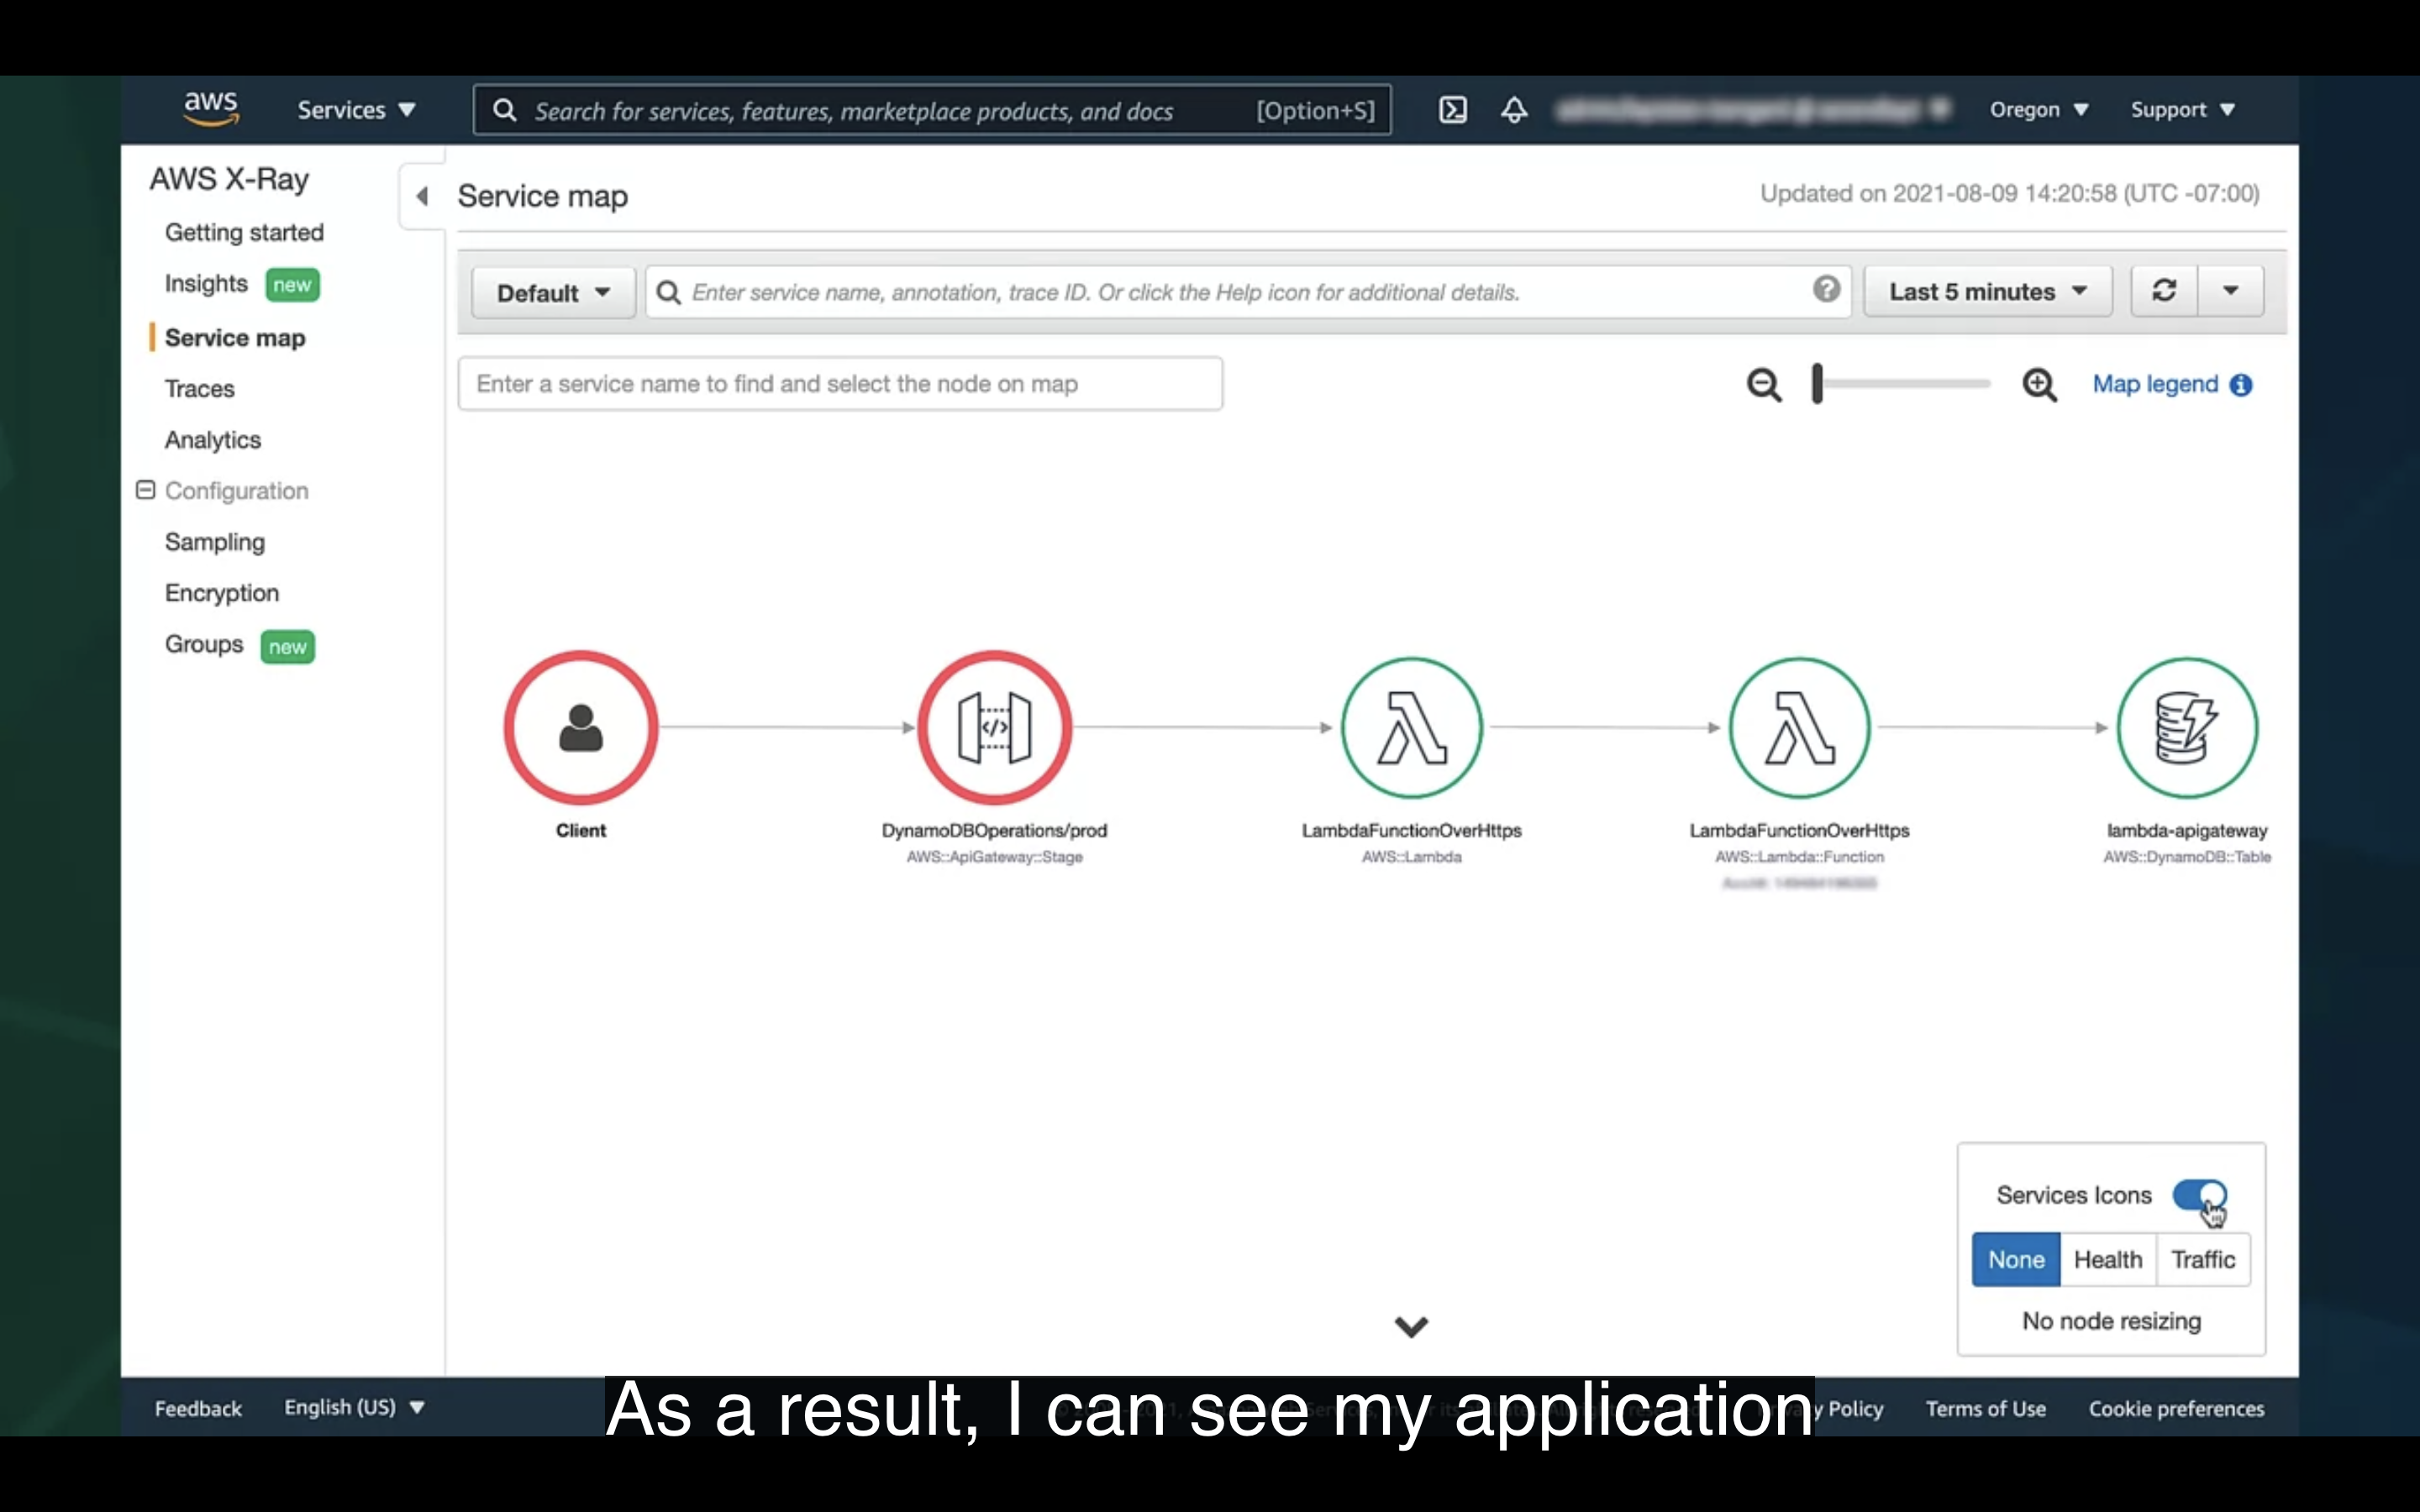 aws
Services
Search for services, features, marketplace products, and docs [Option+S]
Oregon
Support
AWS X-Ray
Getting started
Insights new
Service map
Traces
Analytics
Configuration
Sampling
Encryption
Groups new
Service map
Updated on 2021-08-09 14:20:58 (UTC -07:00)
Default
Enter service name, annotation, trace ID. Or click the Help icon for additional details.
Last 5 minutes
Enter a service name to find and select the node on map
Map legend
Client
DynamoDBOperations/prod
AWS::ApiGateway::Stage
LambdaFunctionOverHttps
AWS::Lambda
LambdaFunctionOverHttps
AWS::Lambda::Function
lambda-apigateway
AWS::DynamoDB::Table
Services Icons
None Health Traffic
No node resizing
Feedback
English (US)
As a result, I can see my application
Policy
Terms of Use
Cookie preferences